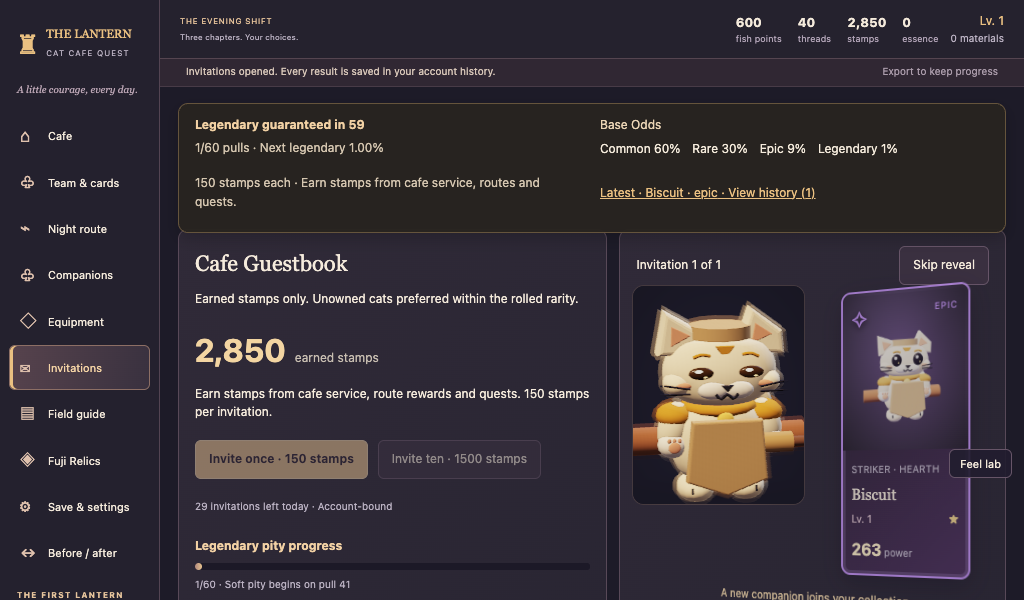 THE LANTERN
CAT CAFE QUEST
A little courage, every day.
Cafe
Team & cards
Night route
Companions
Equipment
Invitations
Field guide
Fuji Relics
Save & settings
Before / after
THE FIRST LANTERN
THE EVENING SHIFT
Three chapters. Your choices.
600 fish points
40 threads
2,850 stamps
0 essence
Lv. 1
0 materials
Invitations opened. Every result is saved in your account history.
Export to keep progress
Legendary guaranteed in 59
1/60 pulls · Next legendary 1.00%
150 stamps each · Earn stamps from cafe service, routes and
quests.
Base Odds
Common 60% Rare 30% Epic 9% Legendary 1%
Latest · Biscuit · epic · View history (1)
Cafe Guestbook
Earned stamps only. Unowned cats preferred within the rolled rarity.
2,850 earned stamps
Earn stamps from cafe service, route rewards and quests. 150 stamps
per invitation.
Invite once · 150 stamps
Invite ten · 1500 stamps
29 invitations left today · Account-bound
Legendary pity progress
1/60 · Soft pity begins on pull 41
Invitation 1 of 1
Skip reveal
EPIC
STRIKER · HEARTH
Biscuit
Lv. 1
263 power
Feel lab
A new companion joins your collection